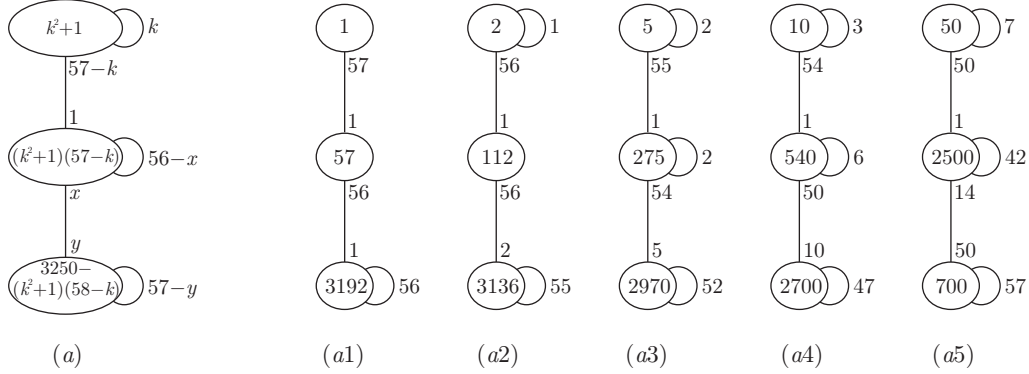 k²+1 k 1 2 1 5 2 10 3 50 7
57−k 57 56 55 54 50
1 1 1 1 1 1
(k²+1)(57−k) 56−x 57 112 275 2 540 6 2500 42
x 56 56 54 50 14
y 1 2 5 10 50
3250−
(k²+1)(58−k) 57−y 3192 56 3136 55 2970 52 2700 47 700 57
(a) (a1) (a2) (a3) (a4) (a5)